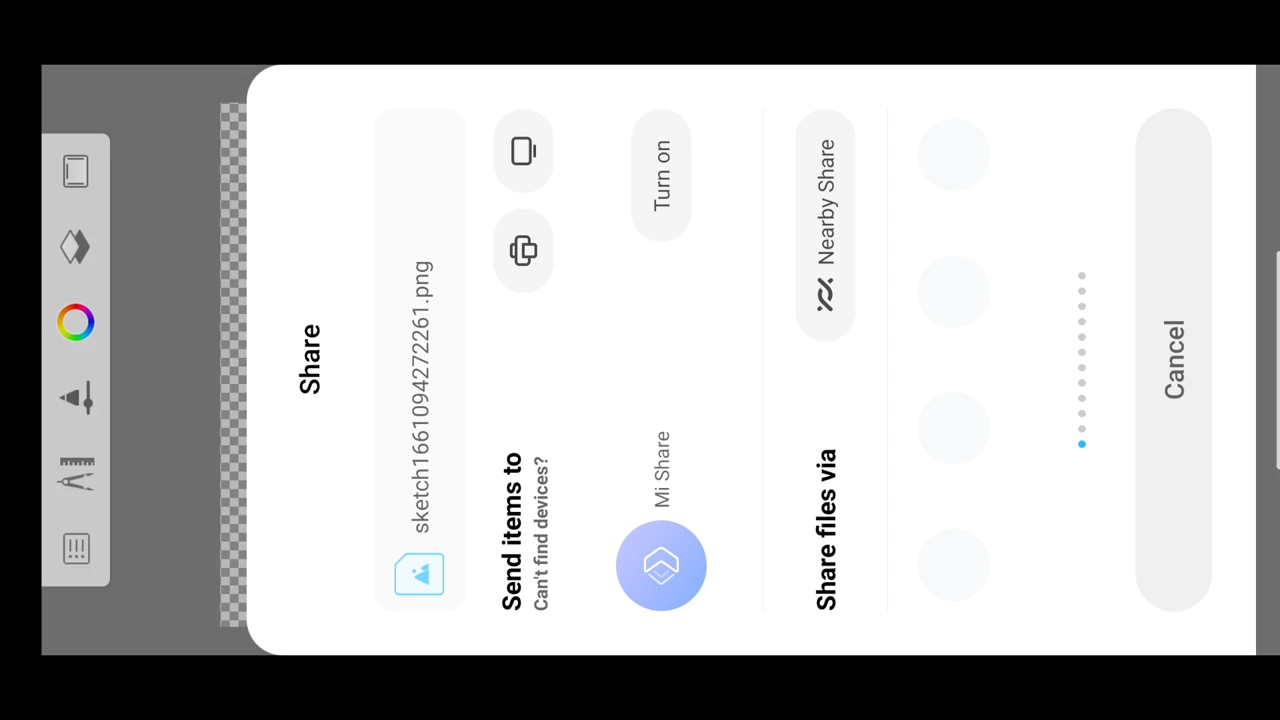 Share
sketch1661094272261.png
Send items to
Can't find devices?
Mi Share
Turn on
Share files via
Nearby Share
Cancel